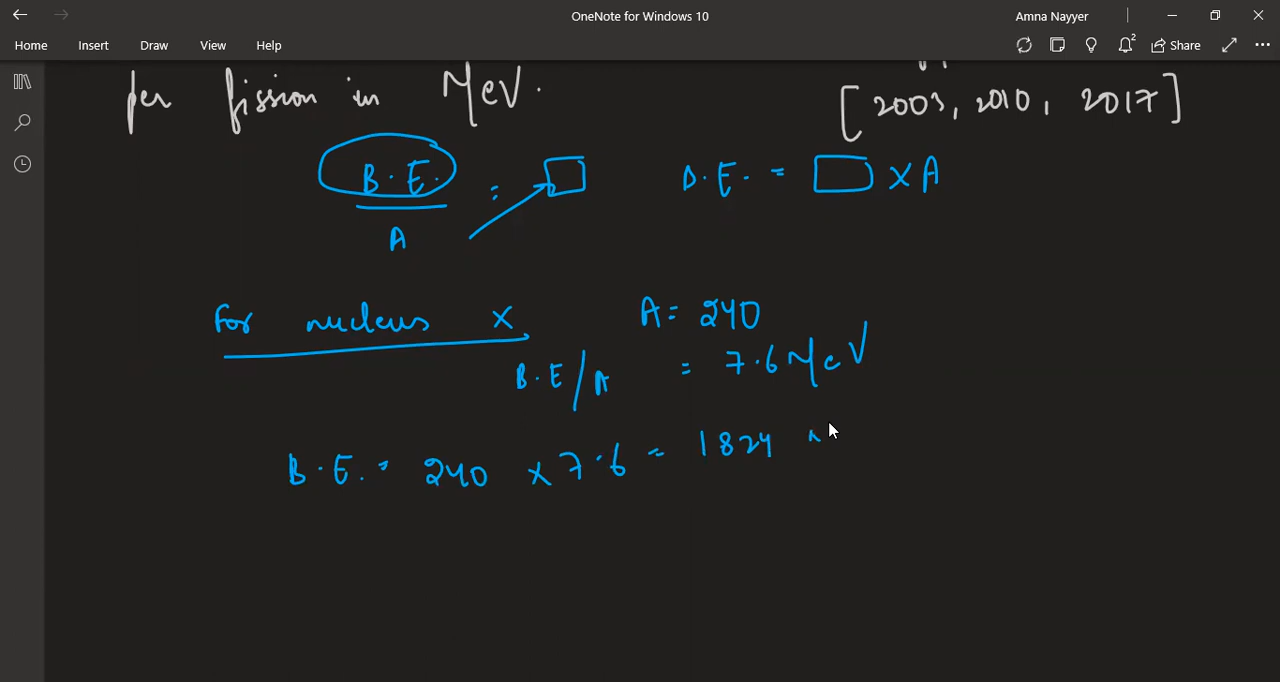 OneNote for Windows 10
Amna Nayyer
Home Insert Draw View Help
2 Share
per fission in MeV.
[2003, 2010, 2017]
B.E. / A = B.E. = × A
For nucleus X A = 240
B.E/A = 7.6 MeV
B.E. = 240 × 7.6 = 1824